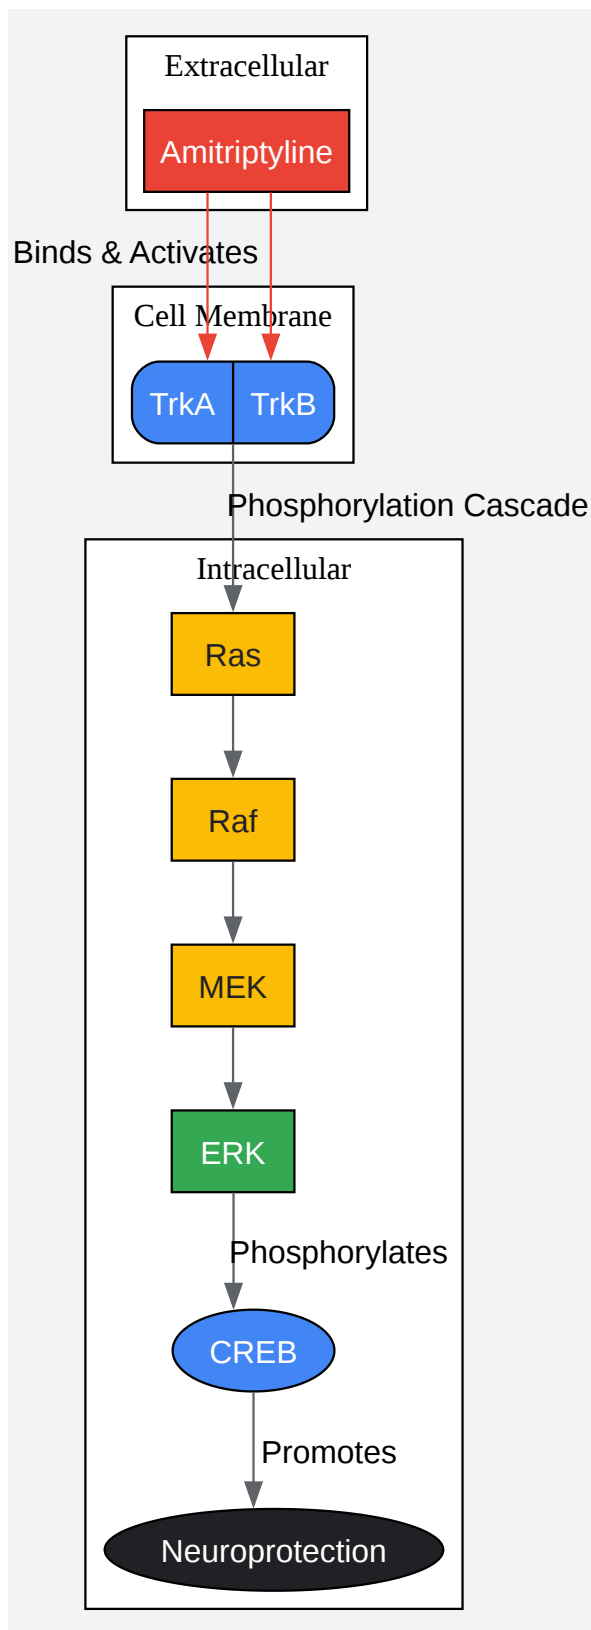 Extracellular
Amitriptyline
Binds & Activates
Cell Membrane
TrkA
TrkB
Phosphorylation Cascade
Intracellular
Ras
Raf
MEK
ERK
Phosphorylates
CREB
Promotes
Neuroprotection